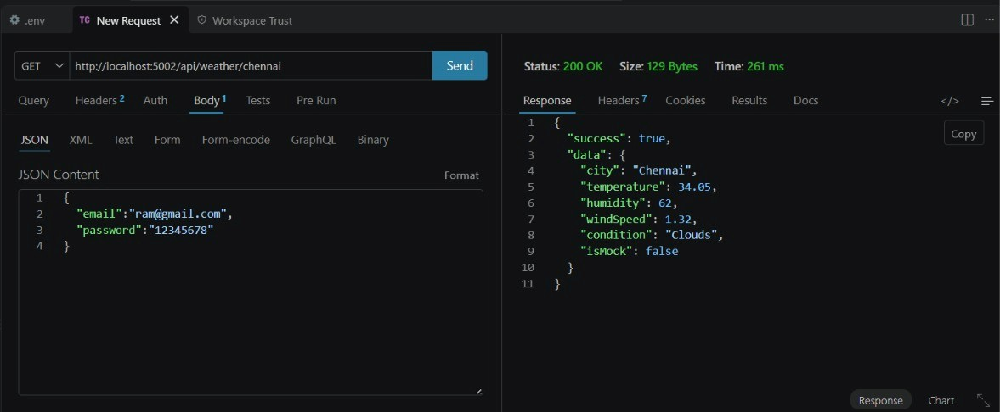 .env
TC New Request
Workspace Trust
GET http://localhost:5002/api/weather/chennai Send
Query Headers 2 Auth Body 1 Tests Pre Run
JSON XML Text Form Form-encode GraphQL Binary
JSON Content Format
1 {
2 "email":"ram@gmail.com",
3 "password":"12345678"
4 }
Status: 200 OK Size: 129 Bytes Time: 261 ms
Response Headers 7 Cookies Results Docs </>
Copy
1 {
2 "success": true,
3 "data": {
4 "city": "Chennai",
5 "temperature": 34.05,
6 "humidity": 62,
7 "windSpeed": 1.32,
8 "condition": "Clouds",
9 "isMock": false
10 }
11 }
Response Chart